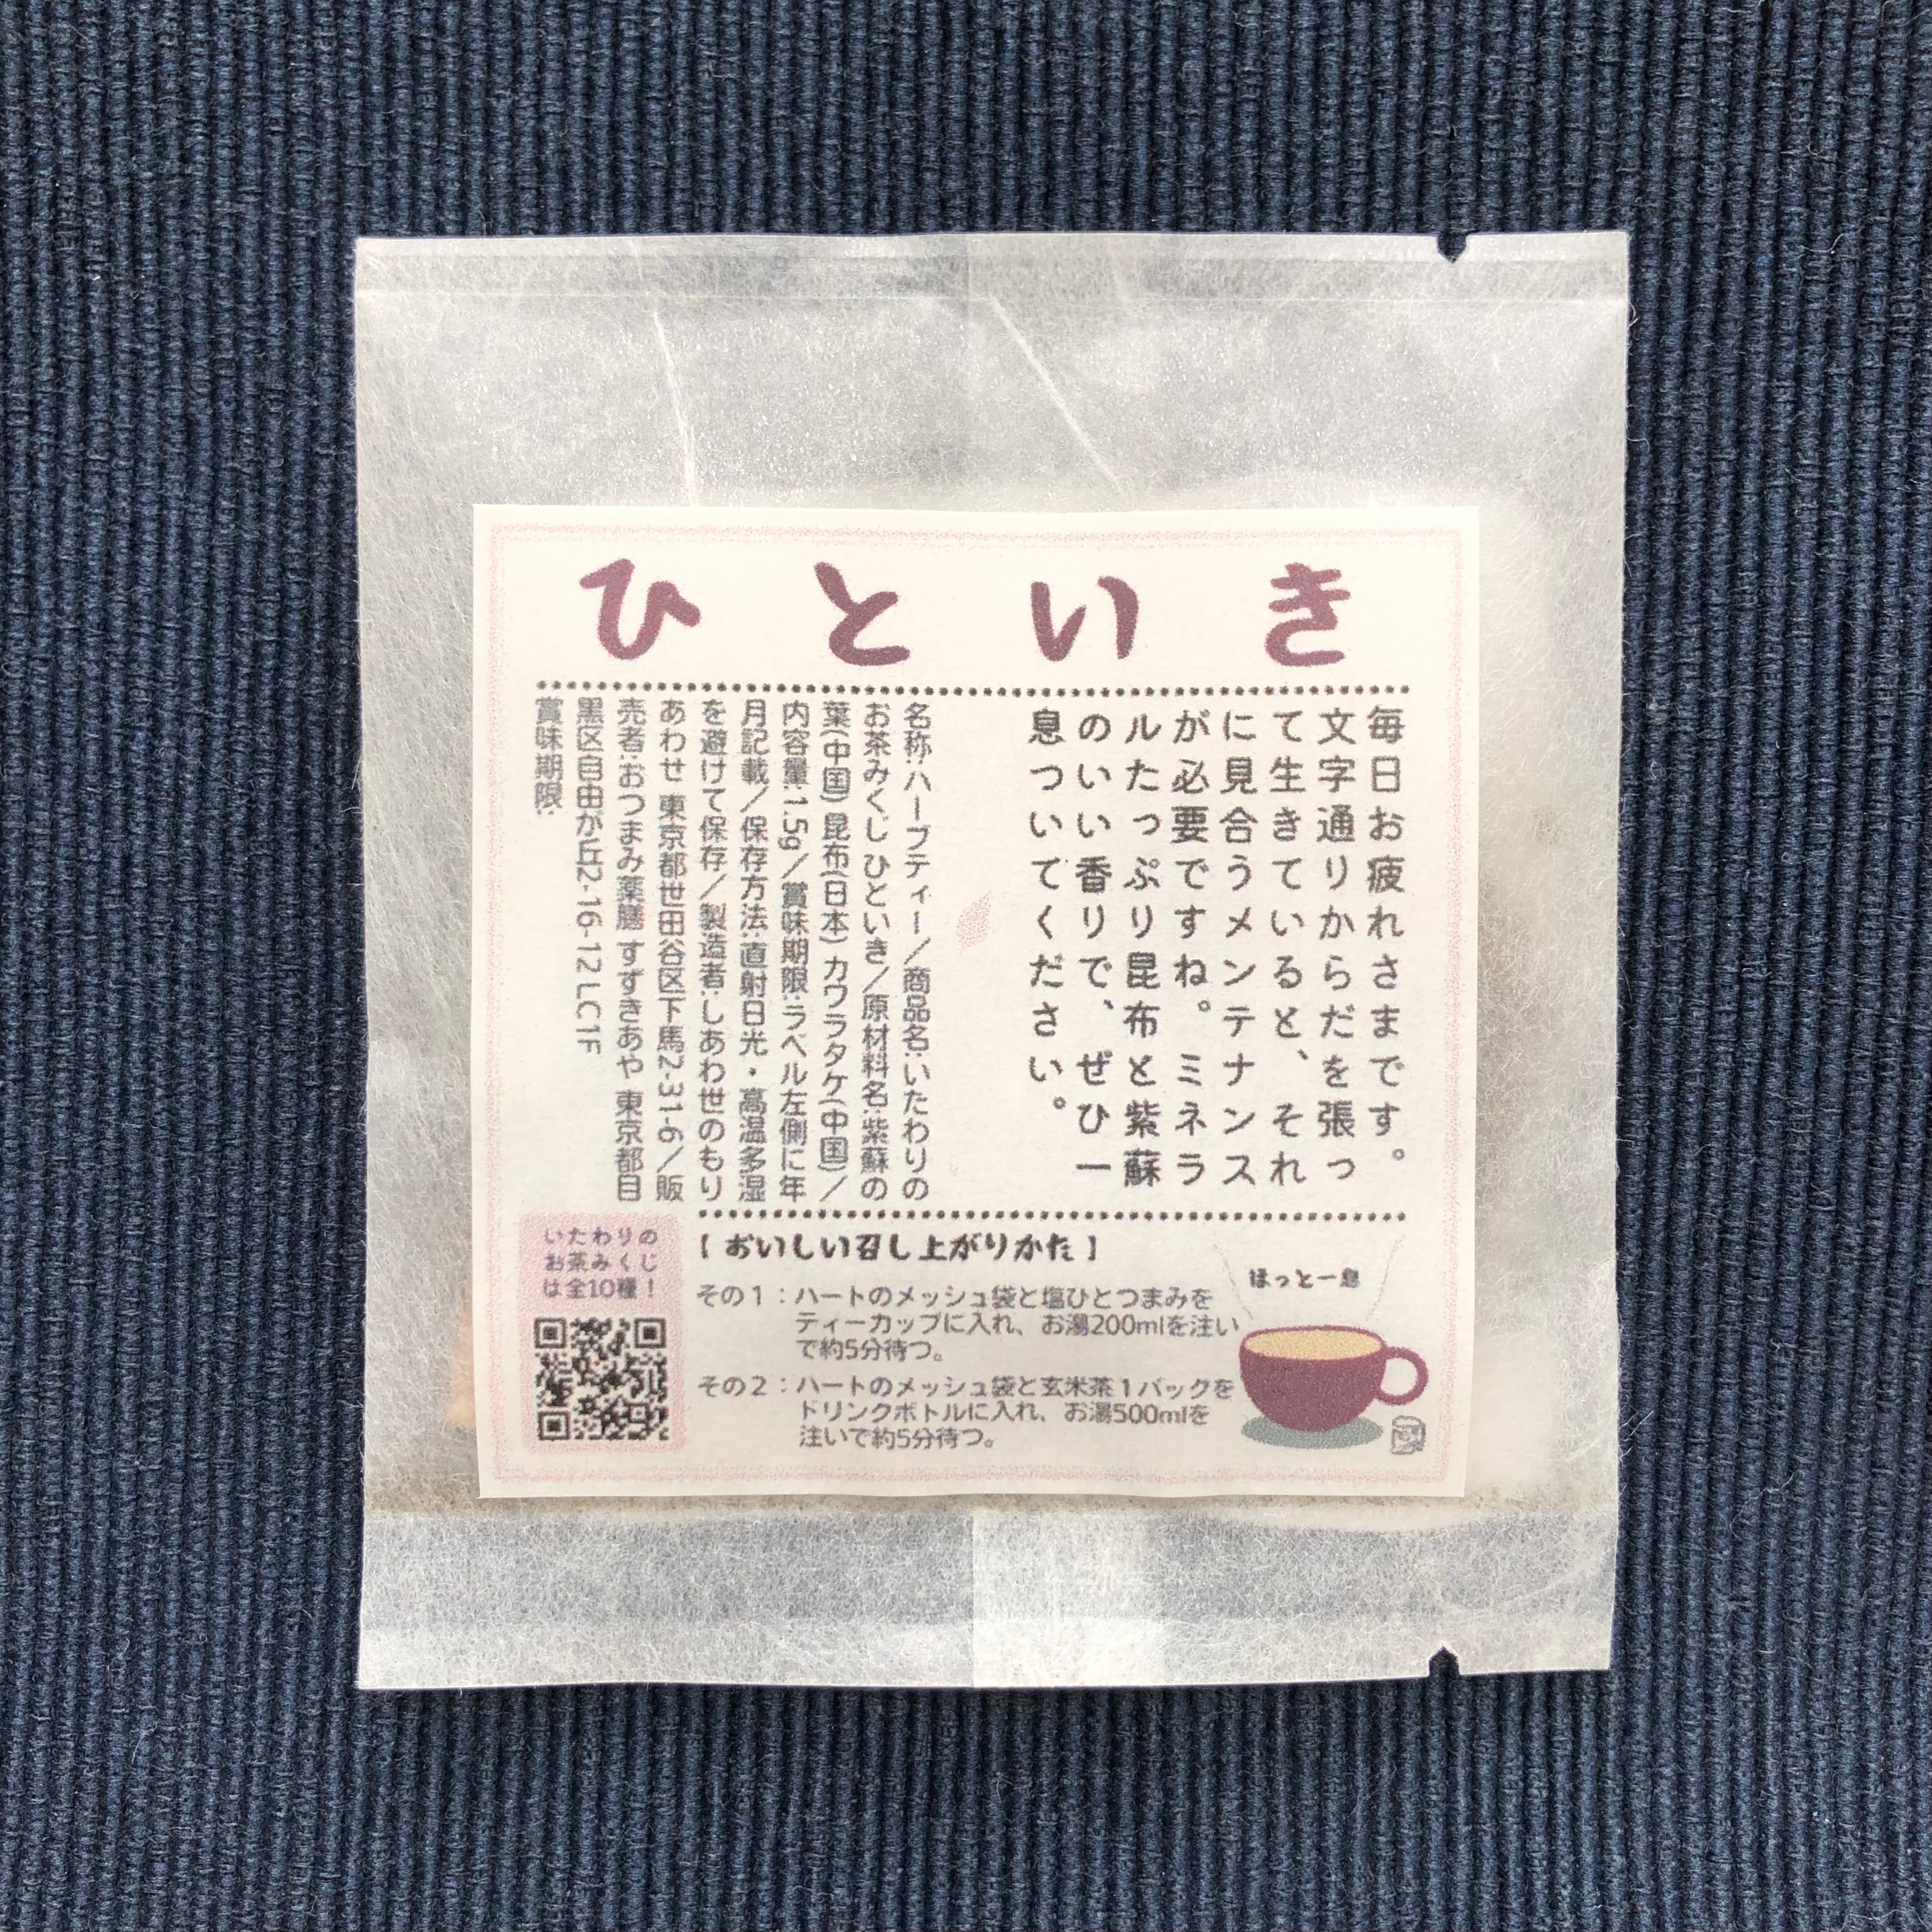 ひといき
毎日お疲れさまです。
文字通りからだを張っ
て生きていると、それ
に見合うメンテナンス
が必要ですね。ミネラ
ルたっぷり昆布と紫蘇
のいい香りで、ぜひ一
息ついてください。
名称:ハーブティー/商品名:いたわりの
お茶みくじ ひといき/原材料名:紫蘇の
葉(中国) 昆布(日本) カワラタケ(中国)/
内容量:1.5g/賞味期限:ラベル左側に年
月記載/保存方法:直射日光・高温多湿
を避けて保存/製造者:しあわ世のもり
あわせ 東京都世田谷区下馬2-31-6/販
売者:おつまみ薬膳 すずきあや 東京都目
黒区自由が丘2-16-12 LC1F
賞味期限:
いたわりの
お茶みくじ
は全10種!
【おいしい召し上がりかた】
その1:ハートのメッシュ袋と塩ひとつまみを
ティーカップに入れ、お湯200mlを注い
で約5分待つ。
その2:ハートのメッシュ袋と玄米茶1パックを
ドリンクボトルに入れ、お湯500mlを
注いで約5分待つ。
ほっと一息